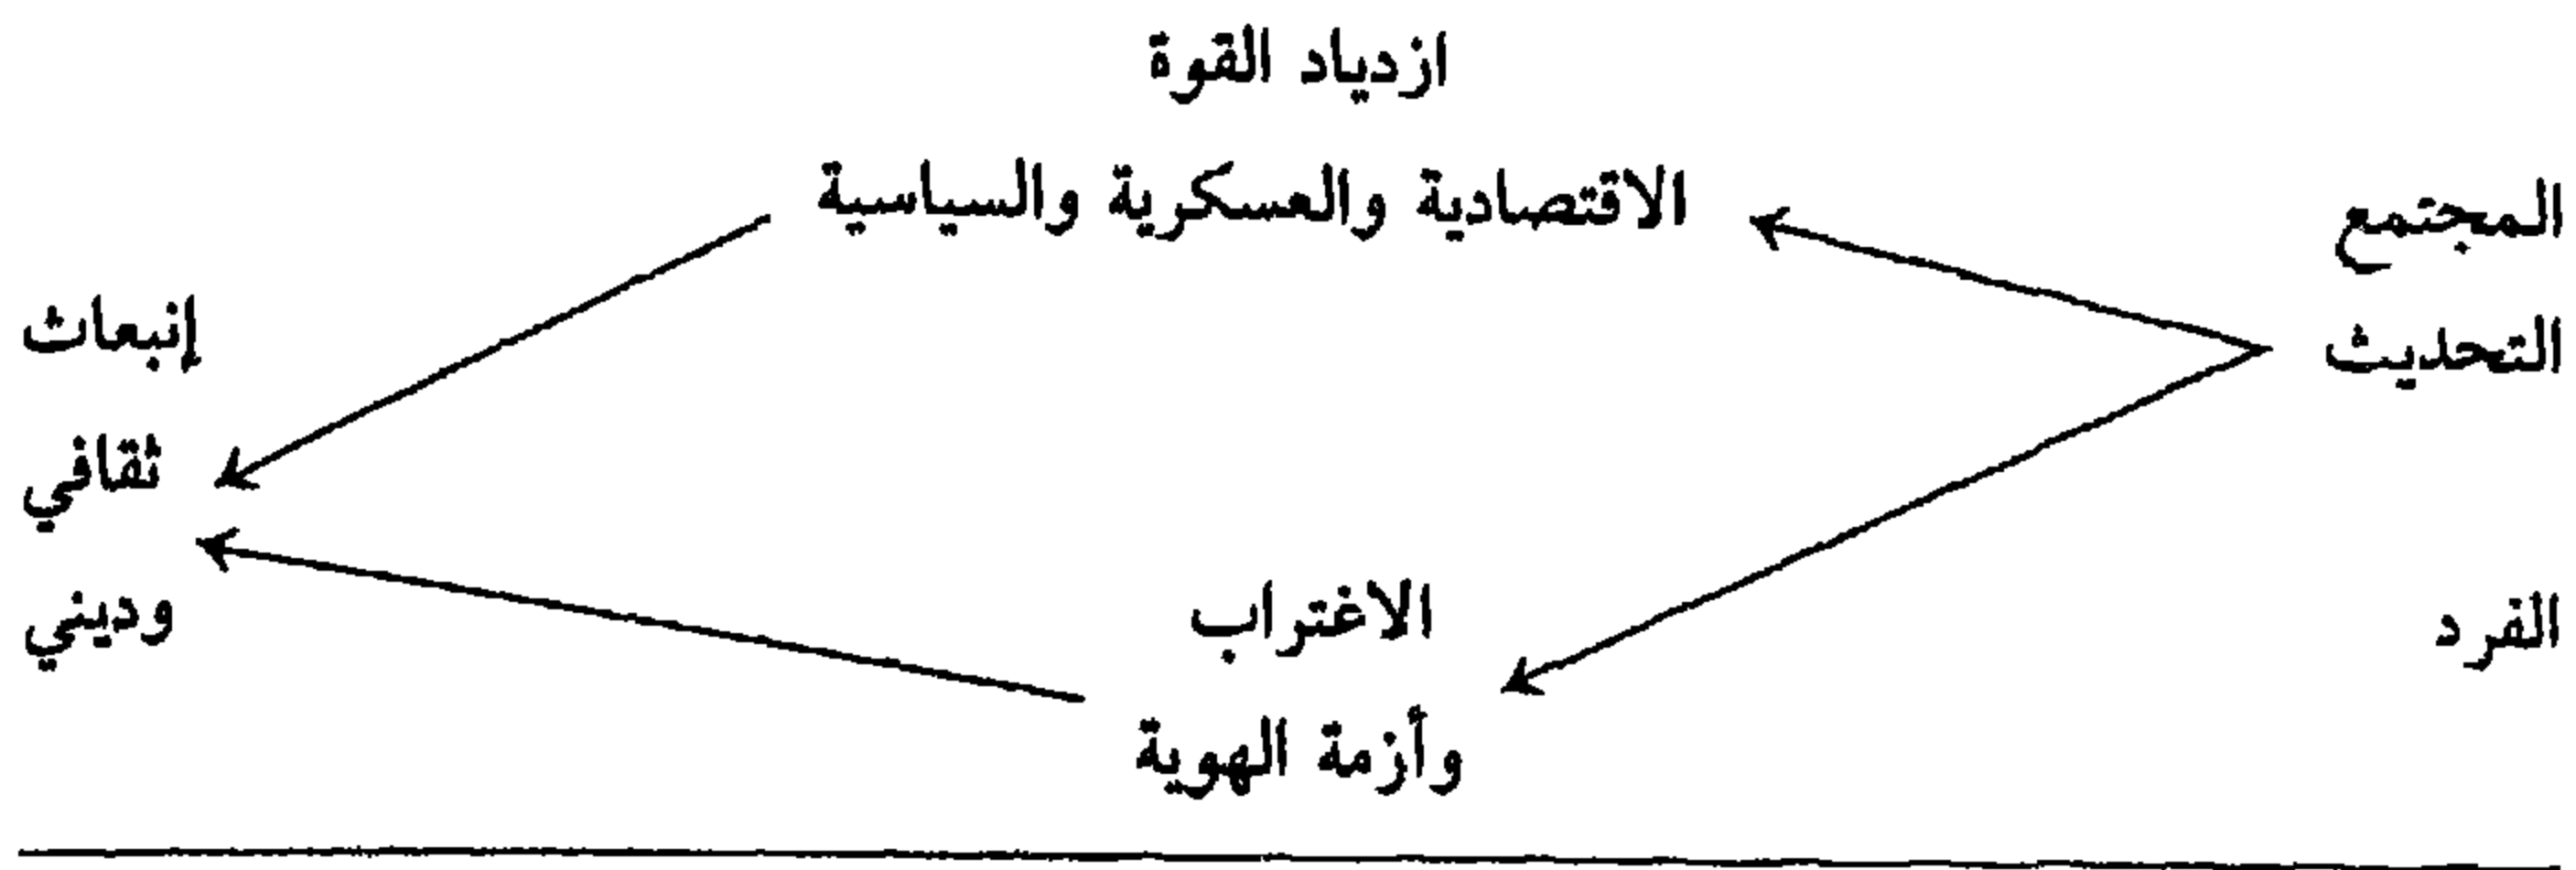 ازدياد القوة
المجتمع
الاقتصادية والعسكرية والسياسية
التحديث
إنبعاث
ثقافي
الفرد
الاغتراب
وديني
وأزمة الهوية